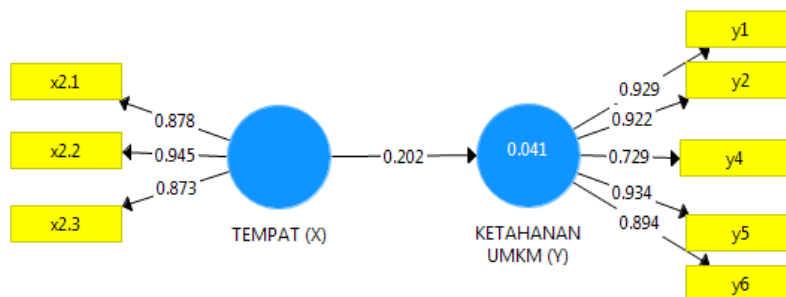 y1
x2.1
0.929
y2
0.878
0.922
x2.2
0.945
0.202
0.041
0.729
y4
0.873
0.934
x2.3
0.894
y5
TEMPAT (X)
KETAHANAN
UMKM (Y)
y6